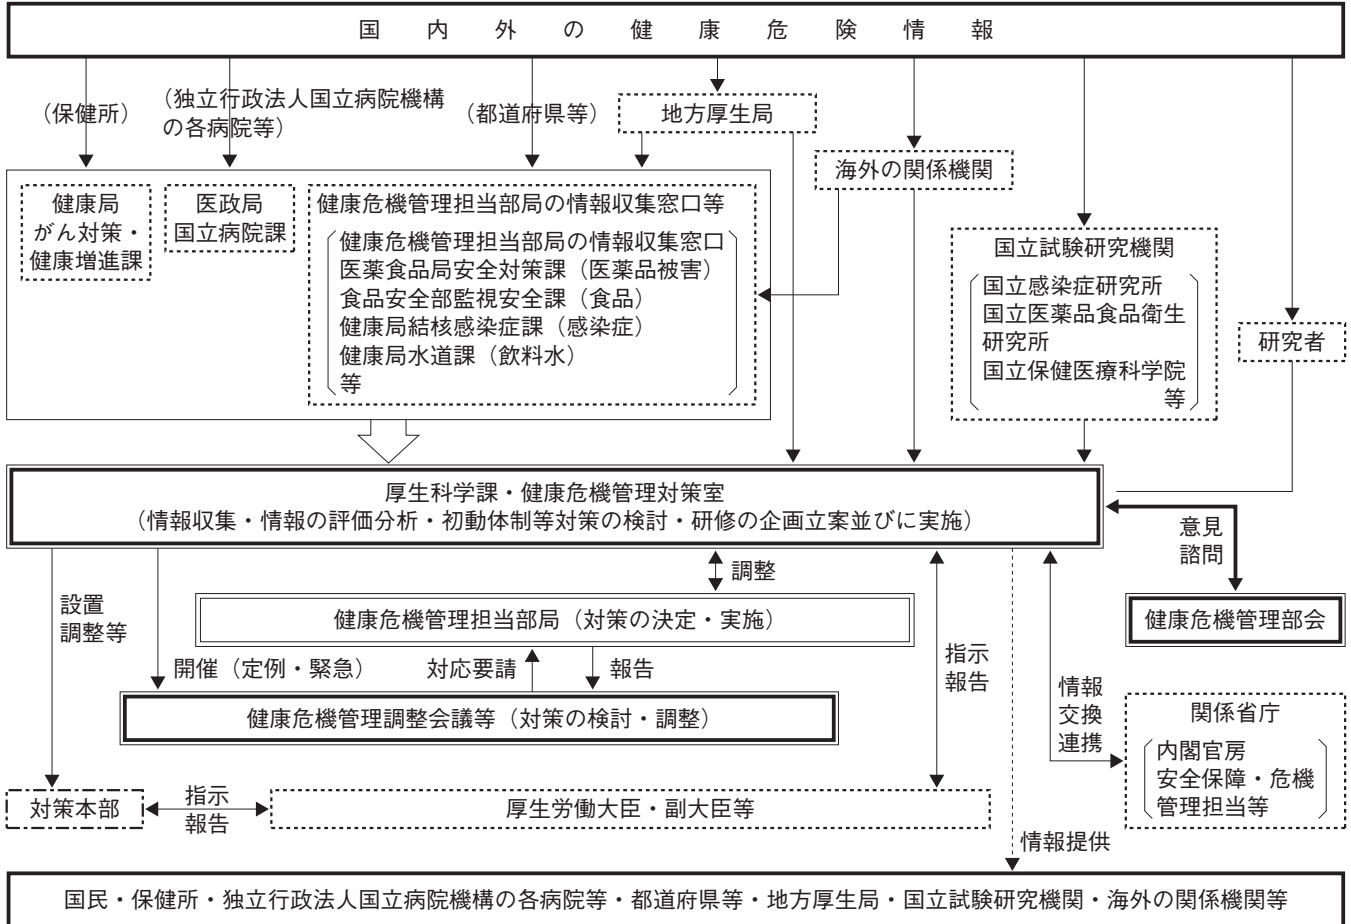 国内外の健康危険情報
（保健所）
（独立行政法人国立病院機構
の各病院等）
（都道府県等）
地方厚生局
海外の関係機関
健康局
がん対策・
健康増進課
医政局
国立病院課
健康危機管理担当部局の情報収集窓口等
健康危機管理担当部局の情報収集窓口
医薬食品局安全対策課（医薬品被害）
食品安全部監視安全課（食品）
健康局結核感染症課（感染症）
健康局水道課（飲料水）
等
国立試験研究機関
国立感染症研究所
国立医薬品食品衛生
研究所
国立保健医療科学院
等
研究者
厚生科学課・健康危機管理対策室
（情報収集・情報の評価分析・初動体制等対策の検討・研修の企画立案並びに実施）
意見
諮問
調整
設置
調整等
健康危機管理担当部局（対策の決定・実施）
健康危機管理部会
開催（定例・緊急）
対応要請
報告
指示
報告
健康危機管理調整会議等（対策の検討・調整）
情報
交換
連携
関係省庁
内閣官房
安全保障・危機
管理担当等
対策本部
指示
報告
厚生労働大臣・副大臣等
情報提供
国民・保健所・独立行政法人国立病院機構の各病院等・都道府県等・地方厚生局・国立試験研究機関・海外の関係機関等